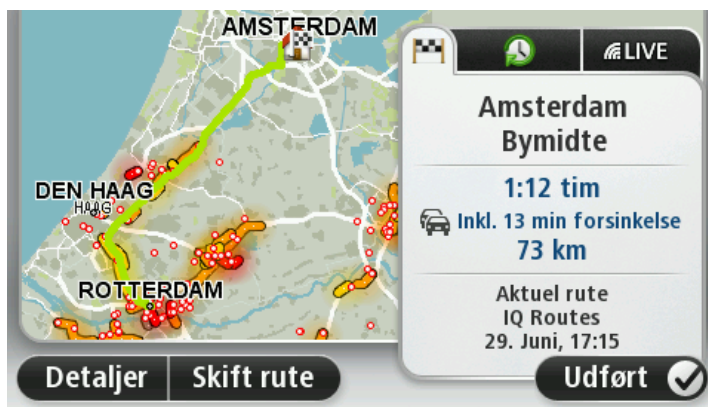 AMSTERDAM
DEN HAAG
HAAG
ROTTERDAM
LIVE
Amsterdam
Bymidte
1:12 tim
Inkl. 13 min forsinkelse
73 km
Aktuel rute
IQ Routes
29. Juni, 17:15
Detaljer
Skift rute
Udført